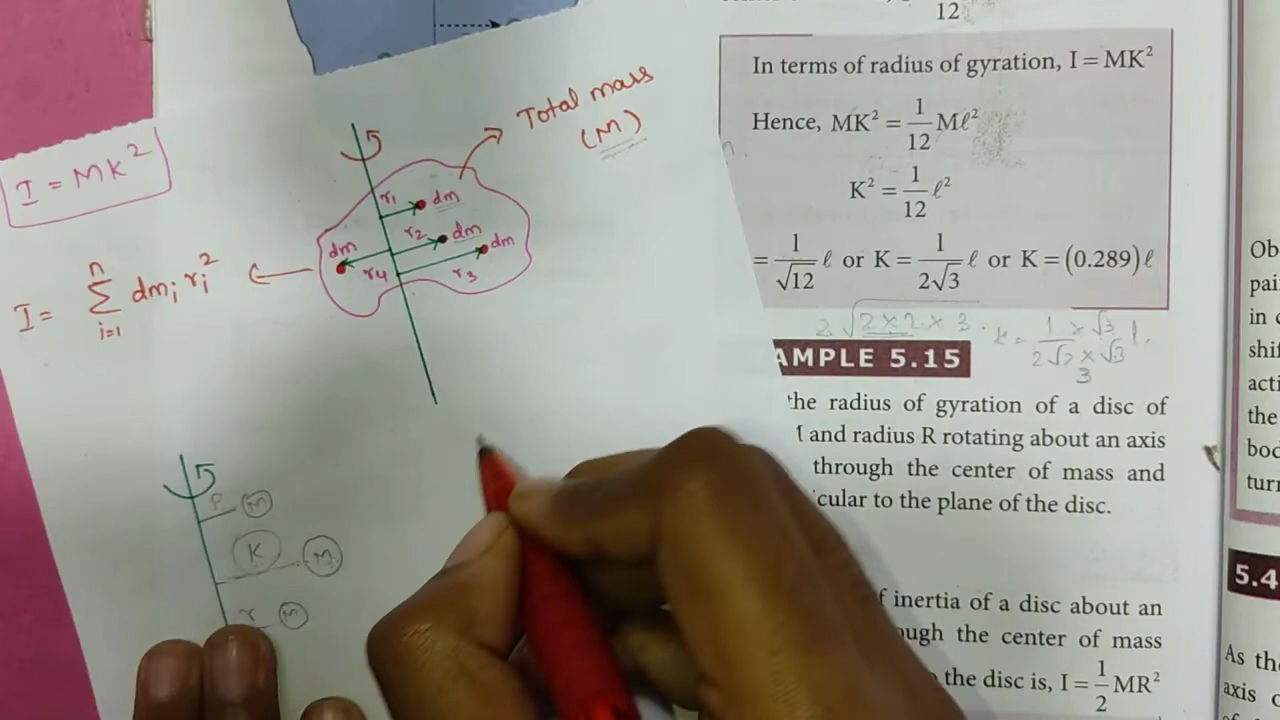 I = MK²
Total mass
(M)
r₁ dm
r₂ dm
dm
dm
r₄
r₃
I = ∑ dmᵢ rᵢ²
n
i=1
P M
K M
r m
12
In terms of radius of gyration, I = MK²
Hence, MK² = 1/12 Mℓ²
K² = 1/12 ℓ²
= 1/√12 ℓ or K = 1/2√3 ℓ or K = (0.289) ℓ
2 √2 × 2 × 3
AMPLE 5.15
the radius of gyration of a disc of
and radius R rotating about an axis
through the center of mass and
cular to the plane of the disc.
f inertia of a disc about an
ough the center of mass
the disc is, I = 1/2 MR²
Ob
pai
in
shif
acti
the
boc
turr
5.4
As the
axis